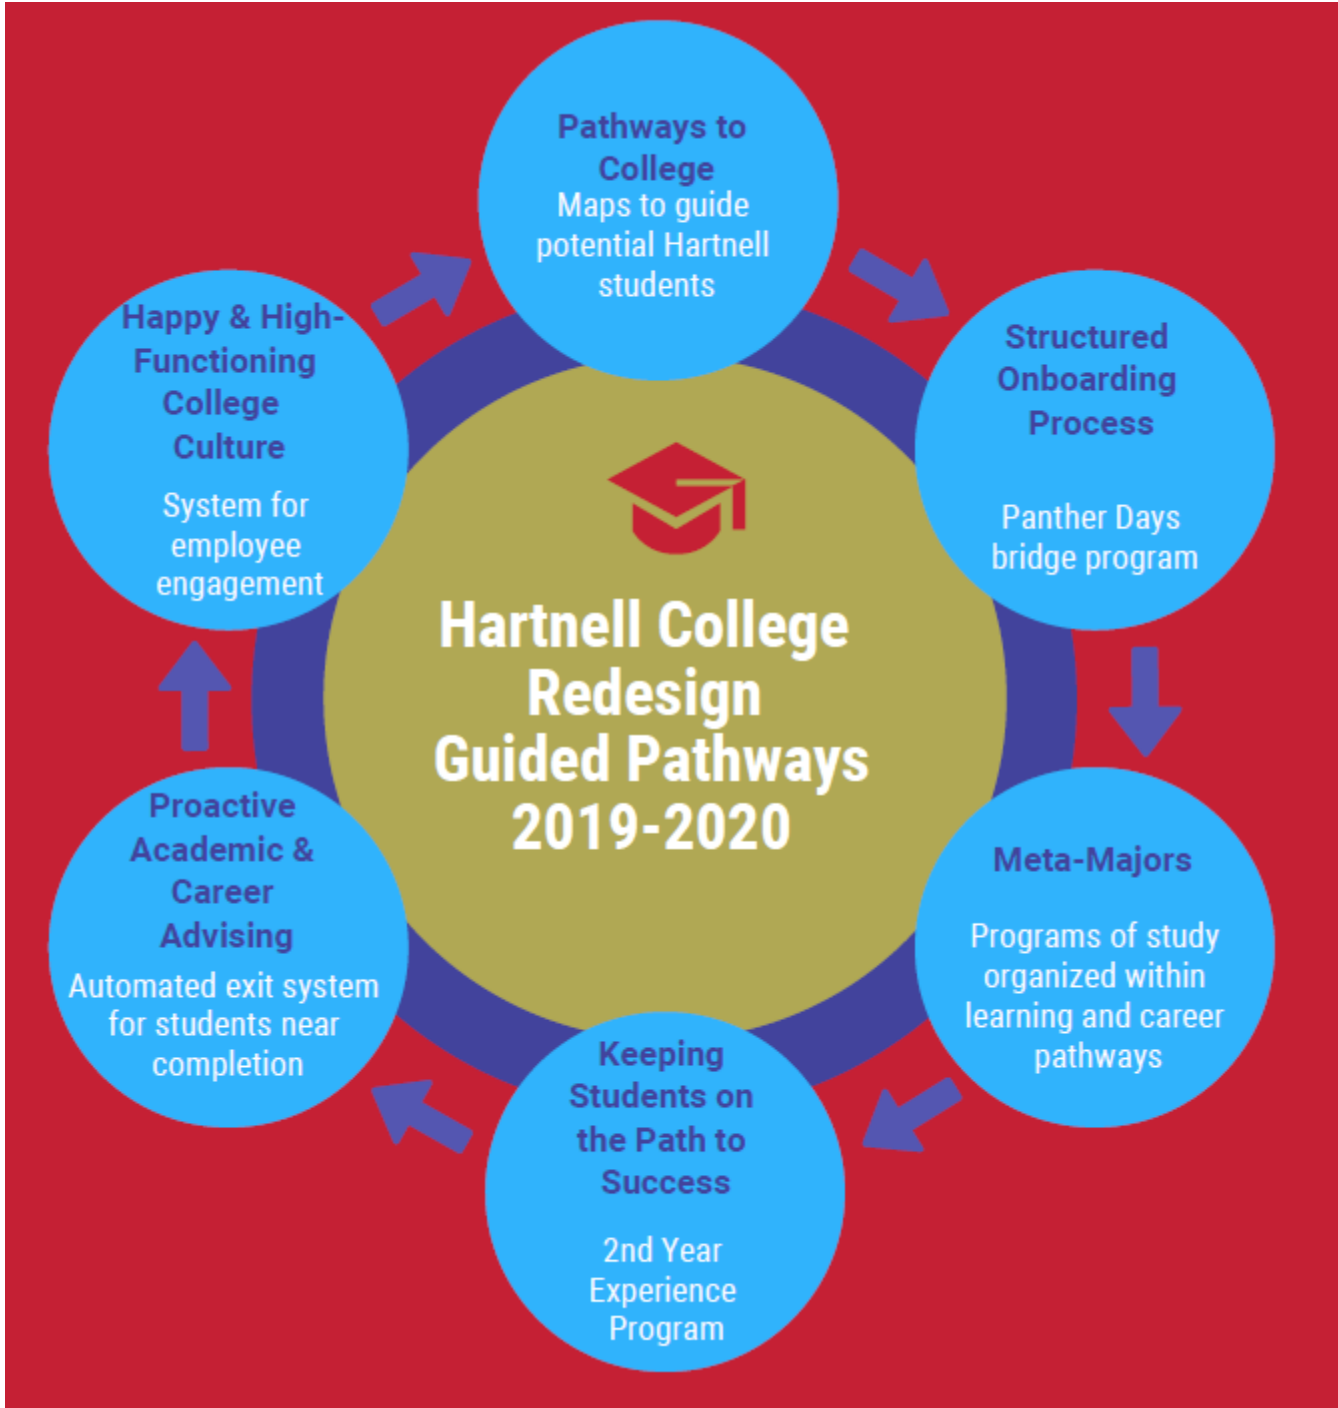 Pathways to
College
Maps to guide
potential Hartnell
students
Structured
Onboarding
Process
Panther Days
bridge program
Meta-Majors
Programs of study
organized within
learning and career
pathways
Keeping
Students on
the Path to
Success
2nd Year
Experience
Program
Proactive
Academic &
Career
Advising
Automated exit system
for students near
completion
Happy & High-
Functioning
College
Culture
System for
employee
engagement
Hartnell College
Redesign
Guided Pathways
2019-2020